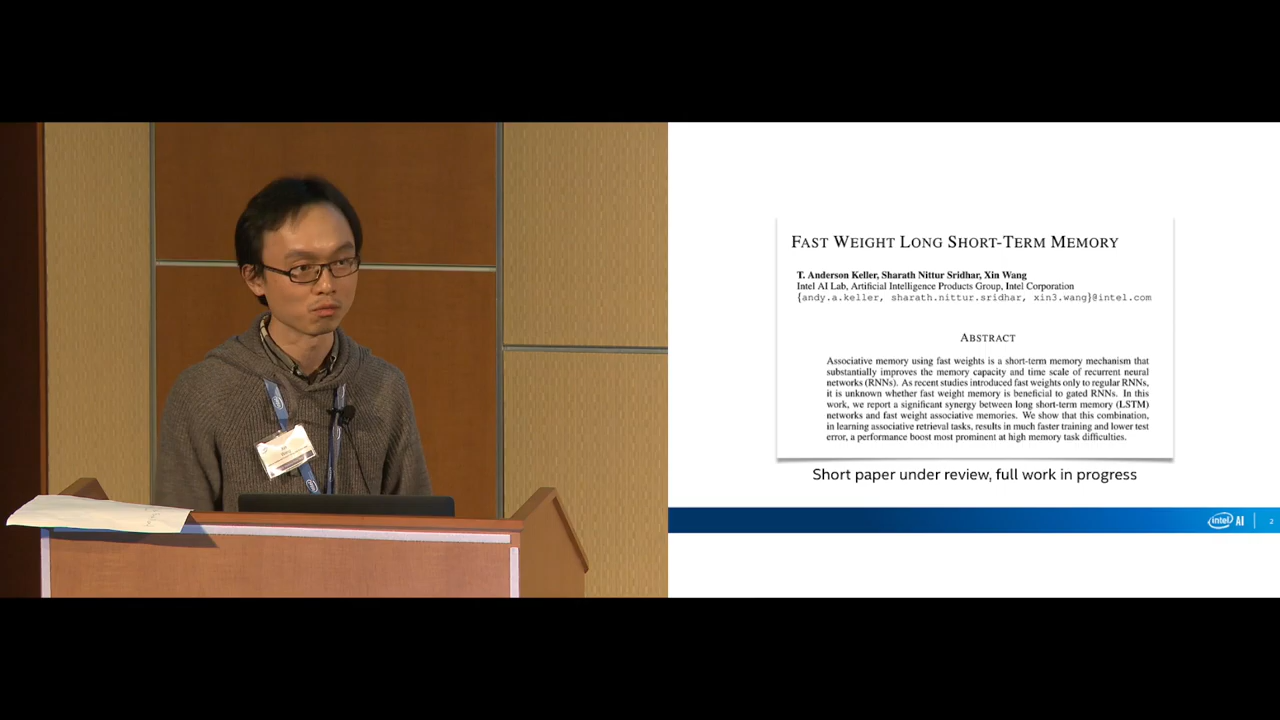 FAST WEIGHT LONG SHORT-TERM MEMORY
T. Anderson Keller, Sharath Nittur Sridhar, Xin Wang
Intel AI Lab, Artificial Intelligence Products Group, Intel Corporation
{andy.a.keller, sharath.nittur.sridhar, xin3.wang}@intel.com
ABSTRACT
Associative memory using fast weights is a short-term memory mechanism that
substantially improves the memory capacity and time scale of recurrent neural
networks (RNNs). As recent studies introduced fast weights only to regular RNNs,
it is unknown whether fast weight memory is beneficial to gated RNNs. In this
work, we report a significant synergy between long short-term memory (LSTM)
networks and fast weight associative memories. We show that this combination,
in learning associative retrieval tasks, results in much faster training and lower test
error, a performance boost most prominent at high memory task difficulties.
Short paper under review, full work in progress
intel AI 2